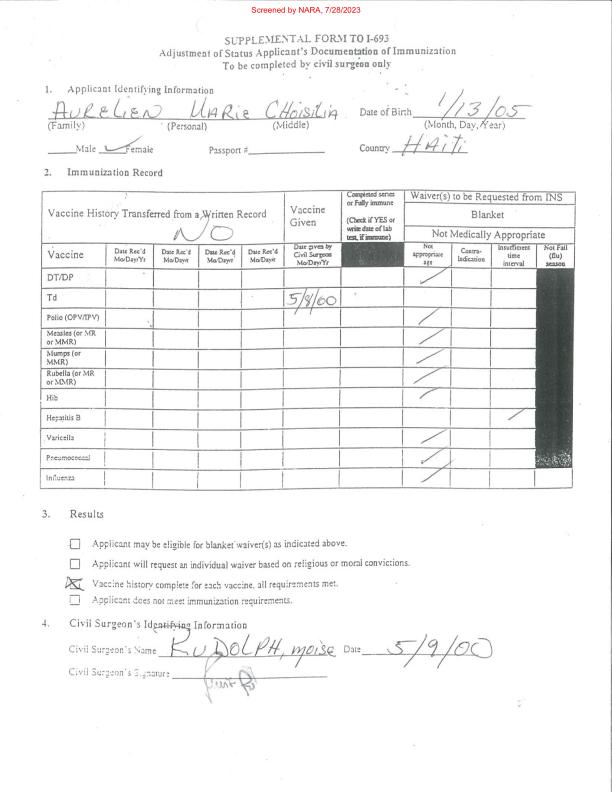 Screened by NARA, 7/28/2023
SUPPLEMENTAL FORM TO I-693
Adjustment of Status Applicant's Documentation of Immunization
To be completed by civil surgeon only
1. Applicant Identifying Information
AURELIEN MARIE CHOISILIA Date of Birth 1/13/05
(Family) (Personal) (Middle) (Month, Day, Year)
Male Female Passport # Country HAITI
2. Immunization Record
Vaccine History Transferred from a Written Record
NO
Vaccine Given
Completed series or Fully immune
(Check if YES or write date of lab test, if immune)
Waiver(s) to be Requested from INS
Blanket
Not Medically Appropriate
Vaccine
Date Rec'd Mo/Day/Yr
Date Rec'd Mo/Day/Yr
Date Rec'd Mo/Day/Yr
Date Rec'd Mo/Day/Yr
Date given by Civil Surgeon Mo/Day/Yr
Not appropriate age
Contra-Indication
Insufficient time interval
Not Fall (flu) season
DT/DP
Td 5/8/00
Polio (OPV/IPV)
Measles (or MR or MMR)
Mumps (or MMR)
Rubella (or MR or MMR)
Hib
Hepatitis B
Varicella
Pneumococcal
Influenza
3. Results
Applicant may be eligible for blanket waiver(s) as indicated above.
Applicant will request an individual waiver based on religious or moral convictions.
Vaccine history complete for each vaccine, all requirements met.
Applicant does not meet immunization requirements.
4. Civil Surgeon's Identifying Information
Civil Surgeon's Name RUDOLPH, moise Date 5/9/00
Civil Surgeon's Signature